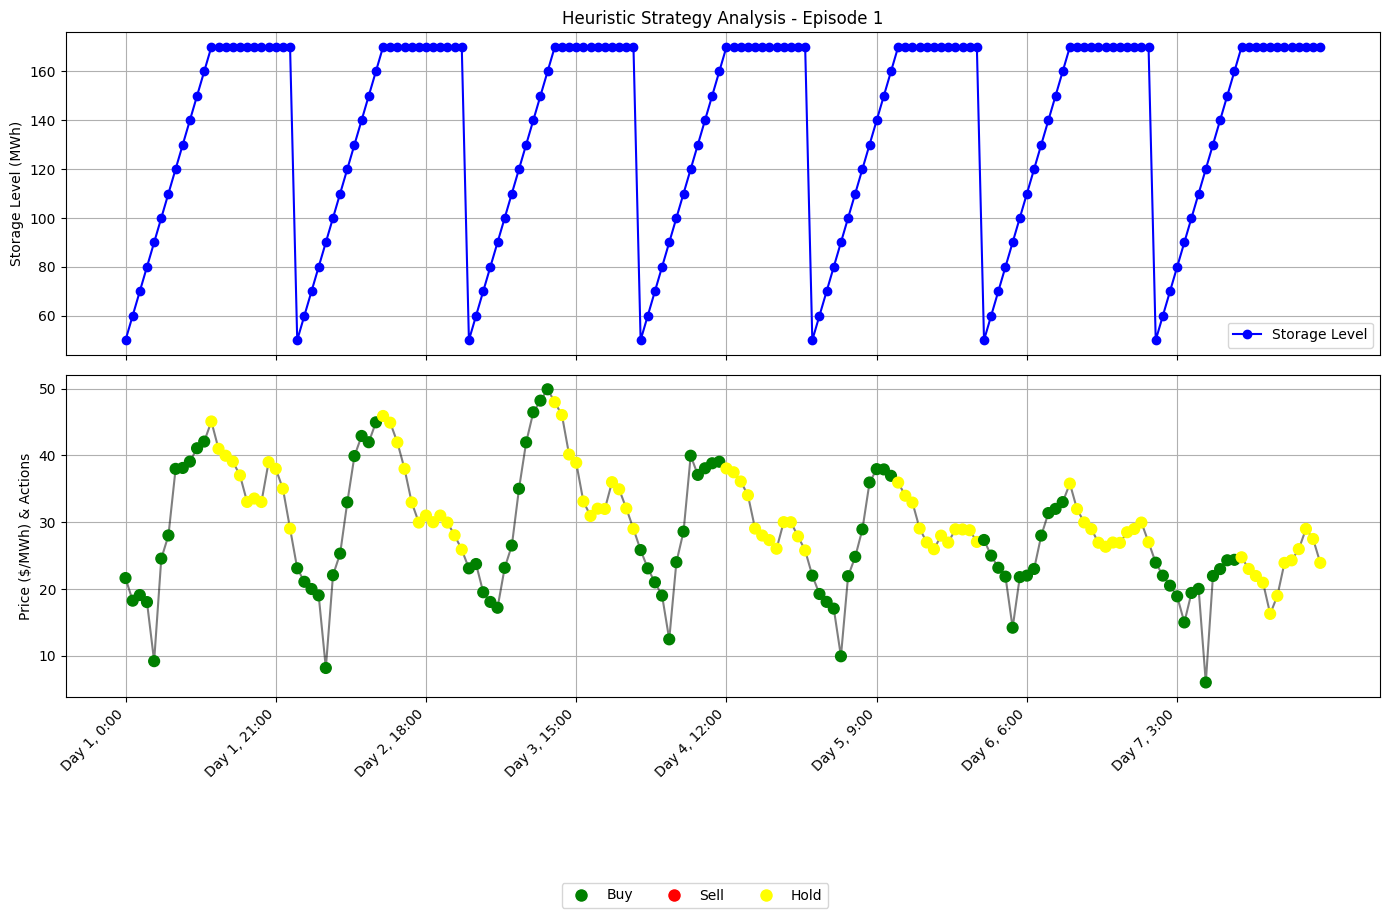 Heuristic Strategy Analysis - Episode 1
Storage Level (MWh)
160
140
120
100
80
60
Storage Level
Price ($/MWh) & Actions
50
40
30
20
10
Day 1, 0:00
Day 1, 21:00
Day 2, 18:00
Day 3, 15:00
Day 4, 12:00
Day 5, 9:00
Day 6, 6:00
Day 7, 3:00
Buy
Sell
Hold